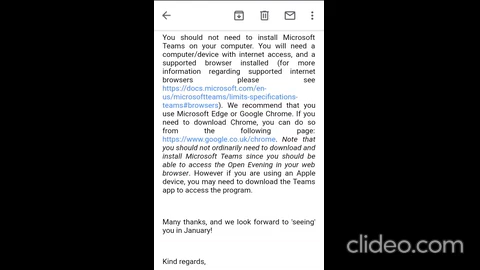 You should not need to install Microsoft
Teams on your computer. You will need a
computer/device with internet access, and a
supported browser installed (for more
information regarding supported internet
browsers please see
https://docs.microsoft.com/en-
us/microsoftteams/limits-specifications-
teams#browsers). We recommend that you
use Microsoft Edge or Google Chrome. If you
need to download Chrome, you can do so
from the following page:
https://www.google.co.uk/chrome. Note that
you should not ordinarily need to download and
install Microsoft Teams since you should be
able to access the Open Evening in your web
browser. However if you are using an Apple
device, you may need to download the Teams
app to access the program.
Many thanks, and we look forward to 'seeing'
you in January!
Kind regards,
clideo.com